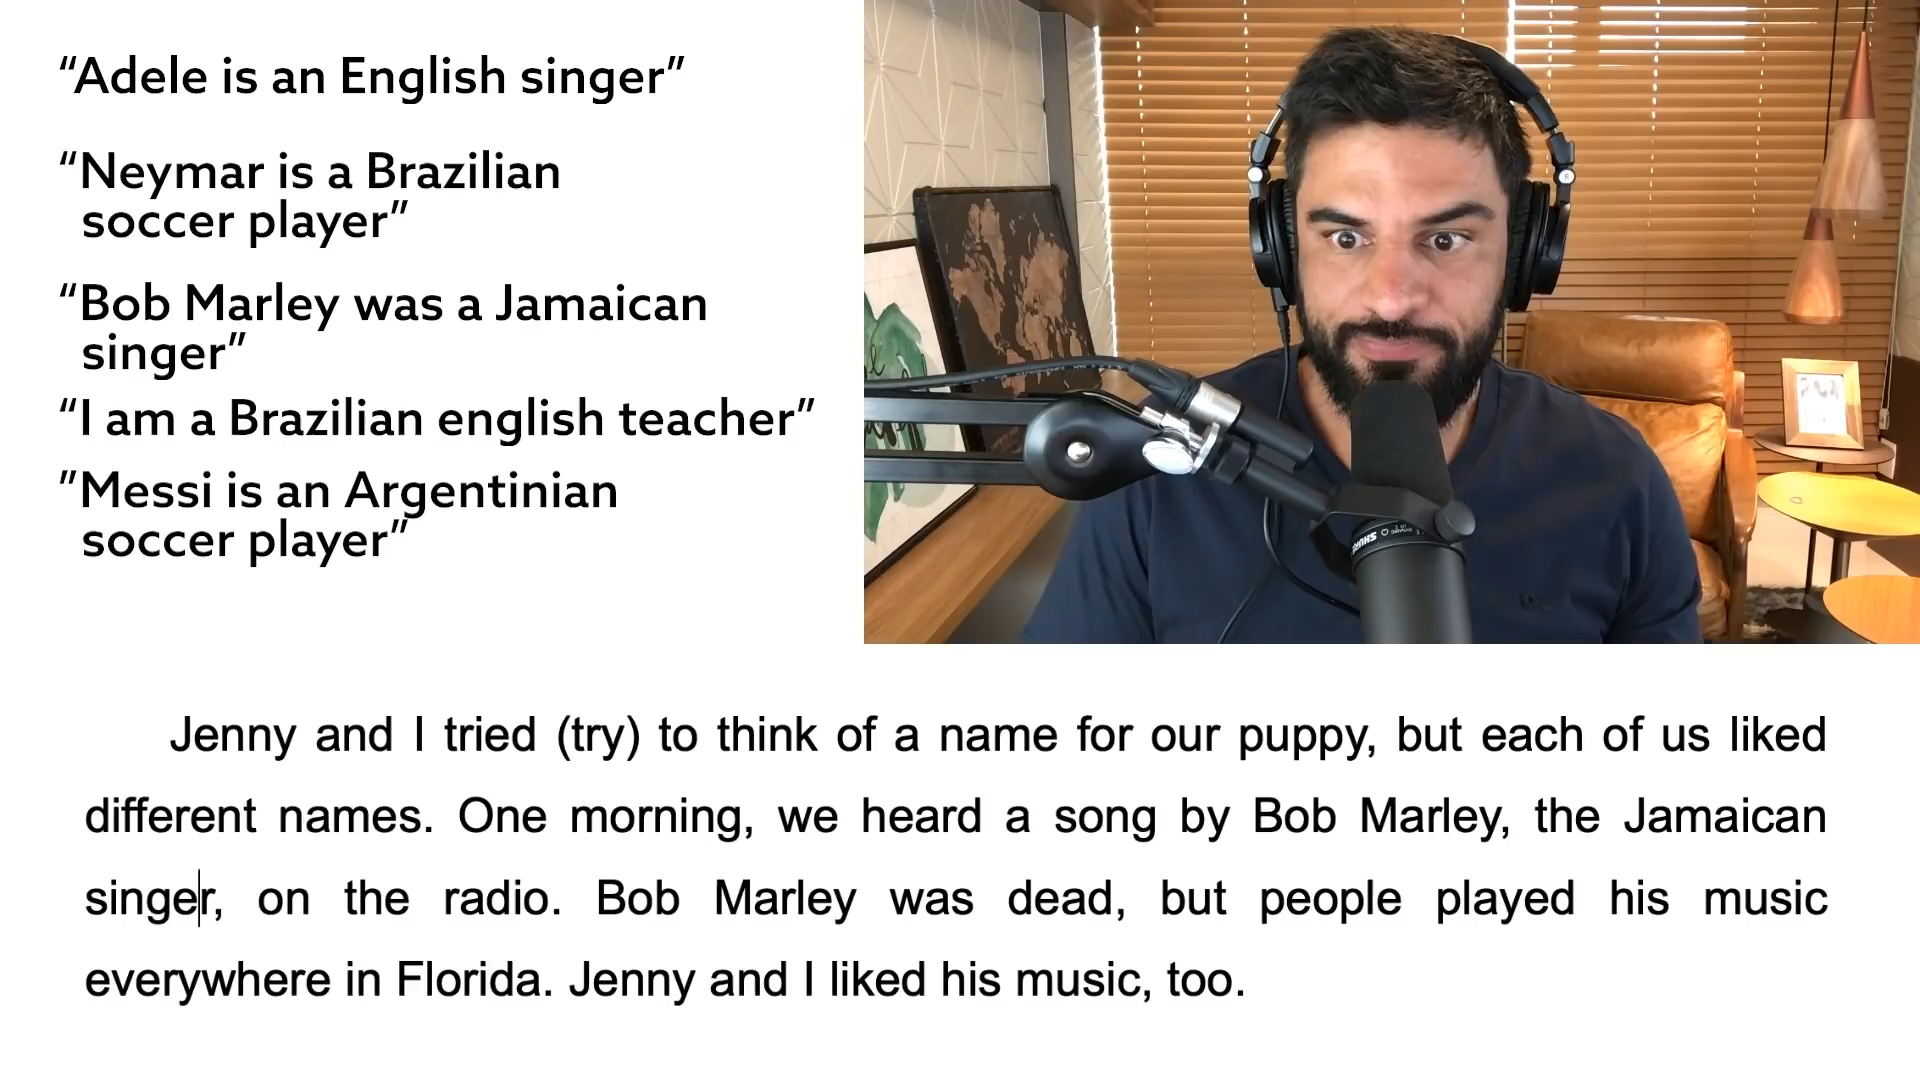 “Adele is an English singer”
“Neymar is a Brazilian
soccer player”
“Bob Marley was a Jamaican
singer”
“I am a Brazilian english teacher”
”Messi is an Argentinian
soccer player”
SHURE
Jenny and I tried (try) to think of a name for our puppy, but each of us liked
different names. One morning, we heard a song by Bob Marley, the Jamaican
singer, on the radio. Bob Marley was dead, but people played his music
everywhere in Florida. Jenny and I liked his music, too.